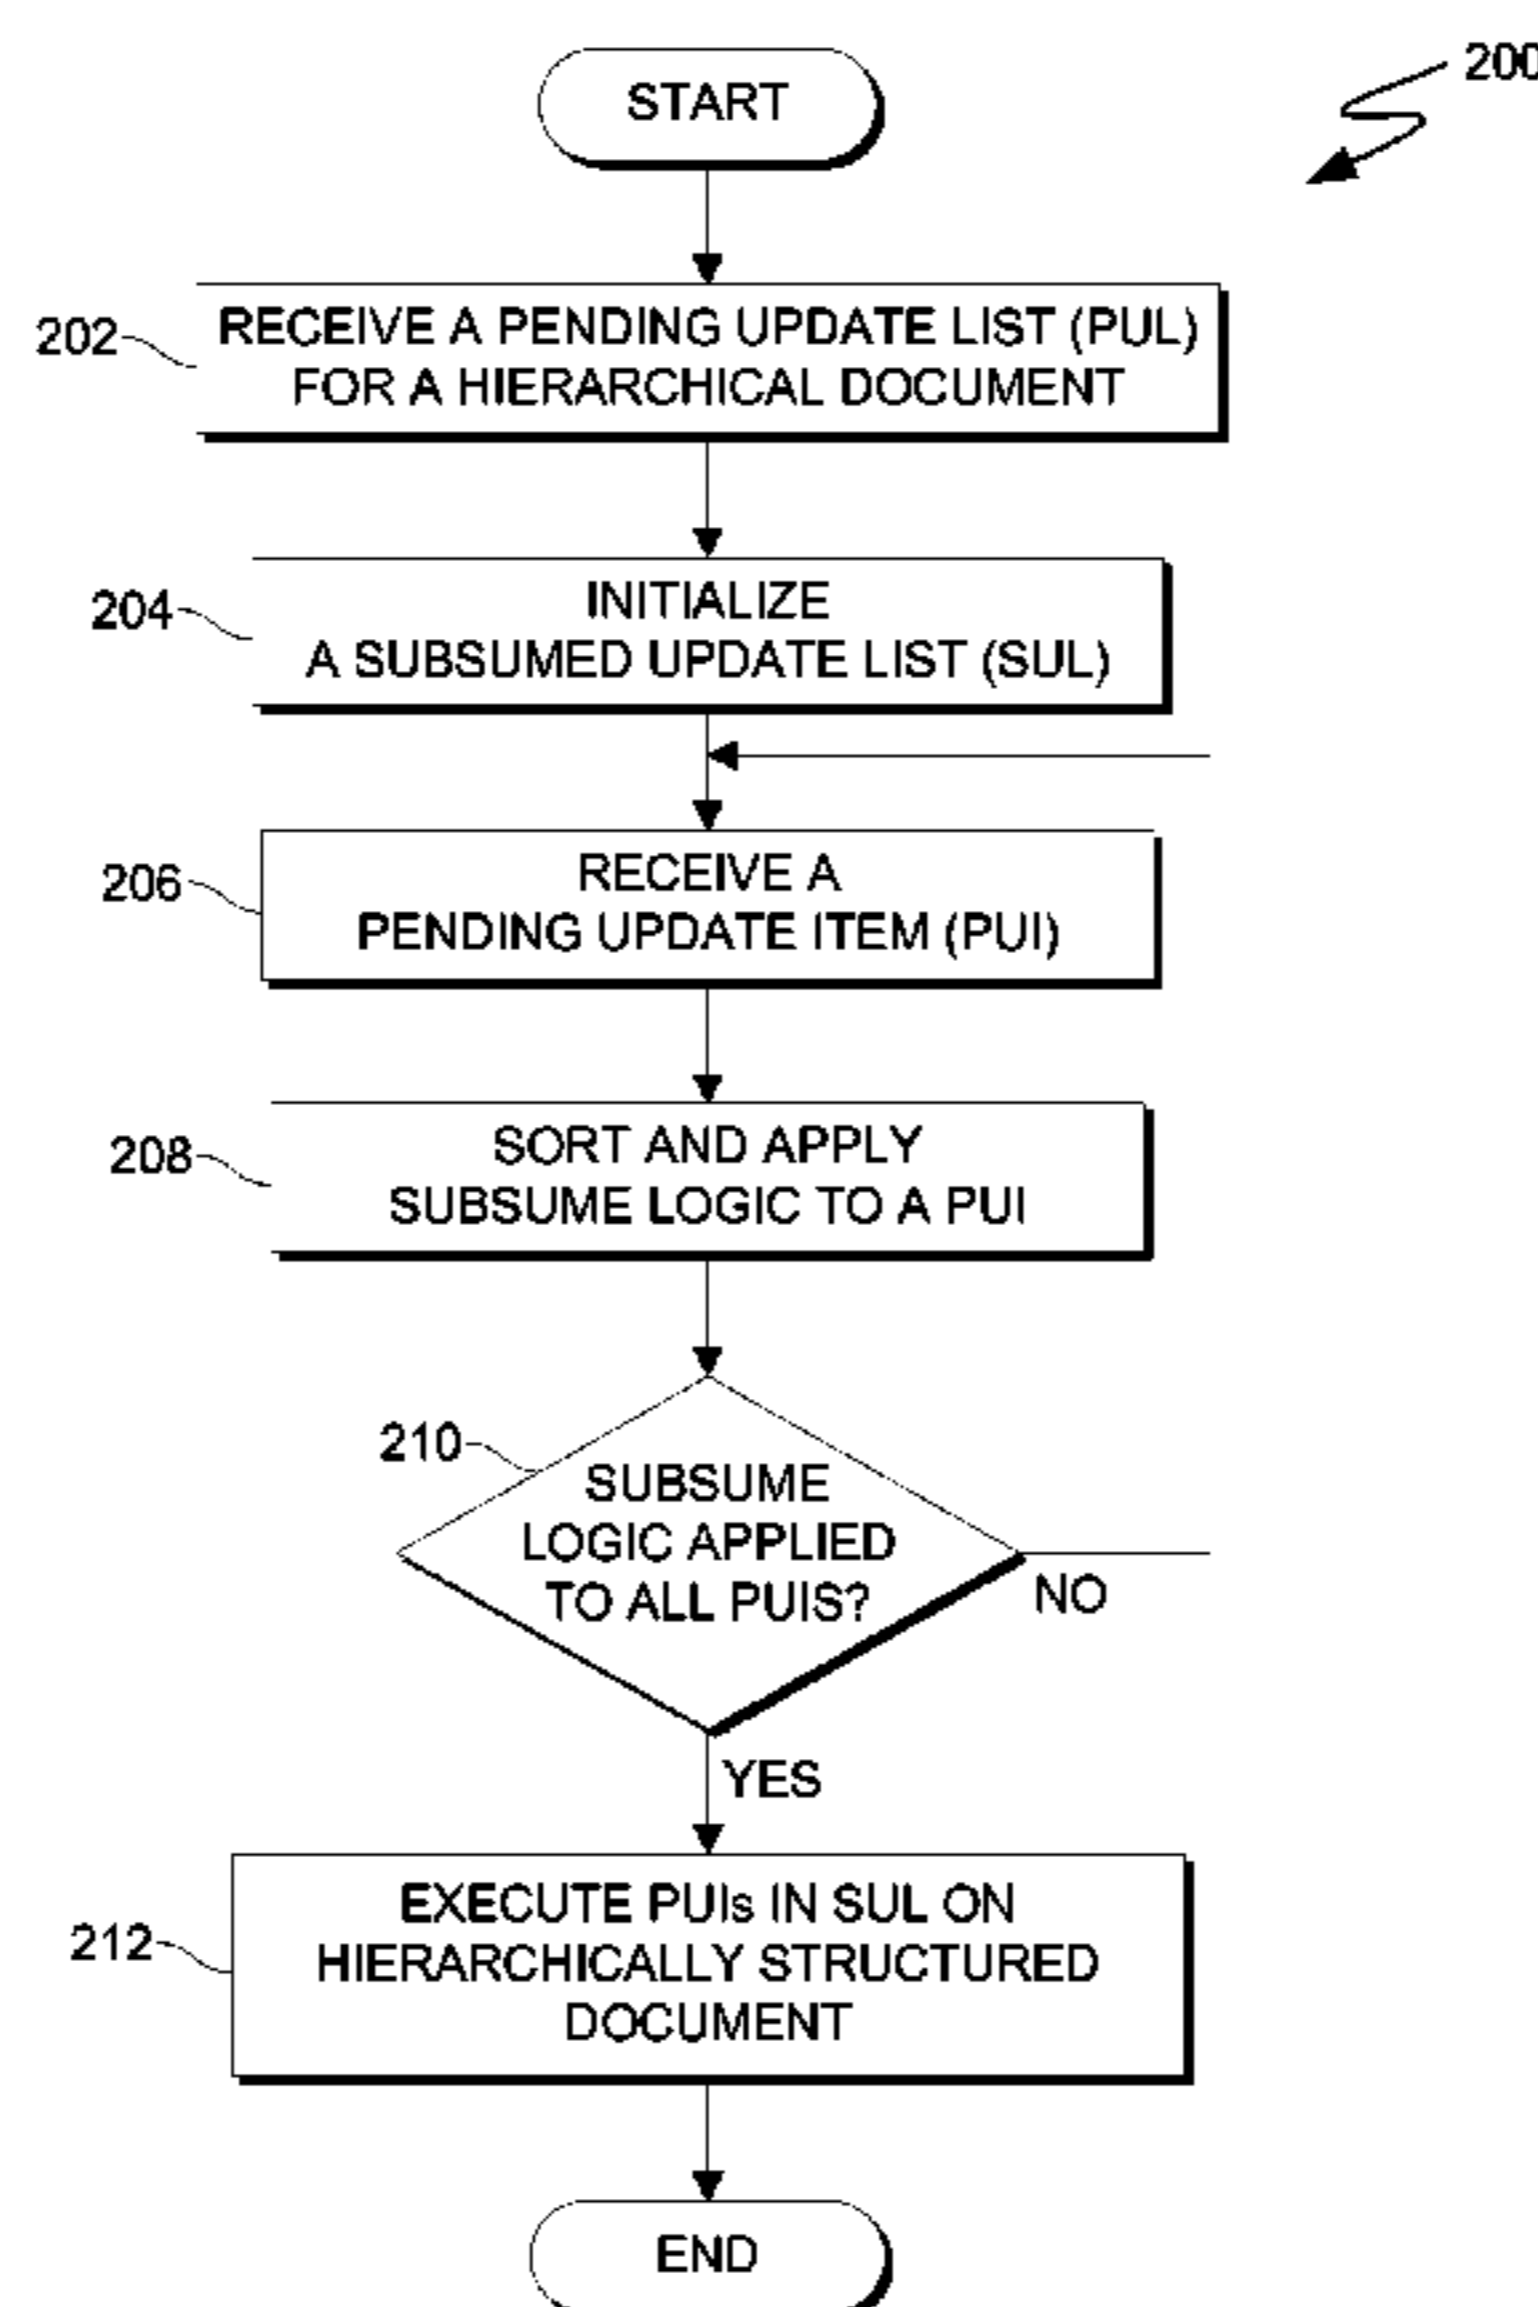 START
200
202
RECEIVE A PENDING UPDATE LIST (PUL)
FOR A HIERARCHICAL DOCUMENT
204
INITIALIZE
A SUBSUMED UPDATE LIST (SUL)
206
RECEIVE A
PENDING UPDATE ITEM (PUI)
208
SORT AND APPLY
SUBSUME LOGIC TO A PUI
210
SUBSUME
LOGIC APPLIED
TO ALL PUIS?
NO
YES
212
EXECUTE PUIs IN SUL ON
HIERARCHICALLY STRUCTURED
DOCUMENT
END